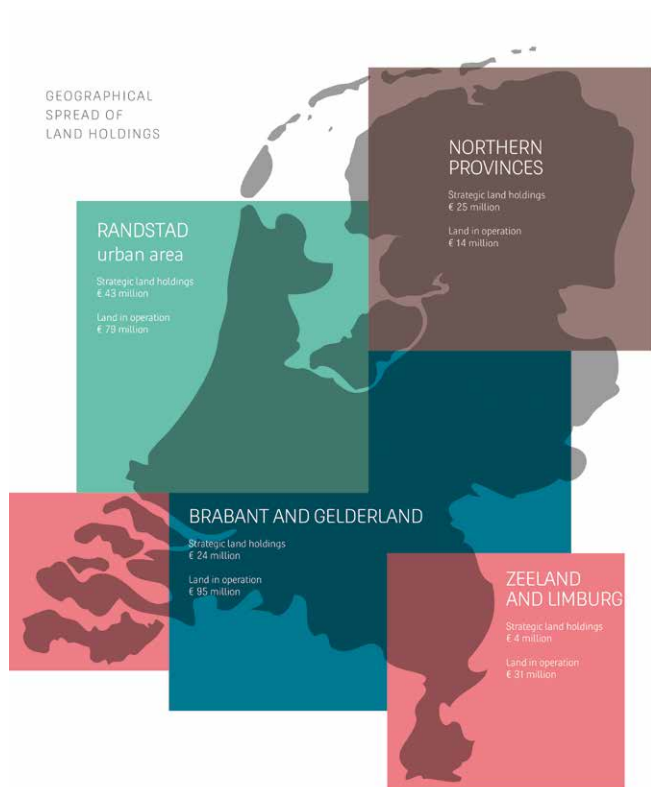 GEOGRAPHICAL
SPREAD OF
LAND HOLDINGS
NORTHERN
PROVINCES
Strategic land holdings
€ 25 million
Land in operation
€ 14 million
RANDSTAD
urban area
Strategic land holdings
€ 43 million
Land in operation
€ 79 million
BRABANT AND GELDERLAND
Strategic land holdings
€ 24 million
Land in operation
€ 95 million
ZEELAND
AND LIMBURG
Strategic land holdings
€ 4 million
Land in operation
€ 31 million